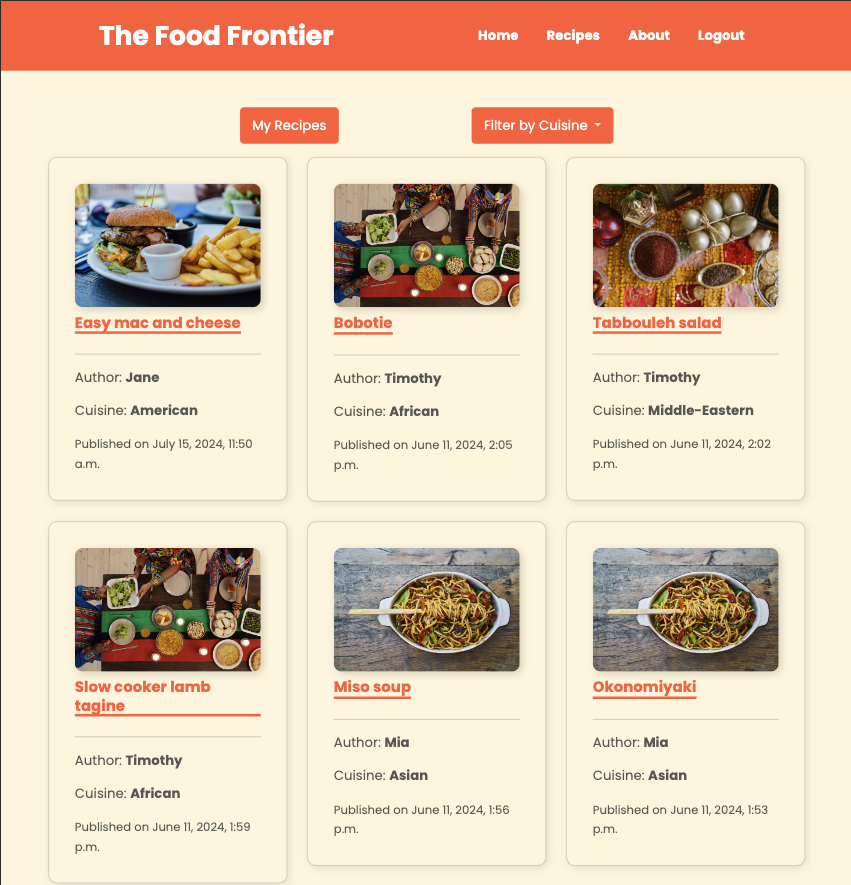 The Food Frontier
Home Recipes About Logout
My Recipes
Filter by Cuisine
Easy mac and cheese
Author: Jane
Cuisine: American
Published on July 15, 2024, 11:50
a.m.
Bobotie
Author: Timothy
Cuisine: African
Published on June 11, 2024, 2:05
p.m.
Tabbouleh salad
Author: Timothy
Cuisine: Middle-Eastern
Published on June 11, 2024, 2:02
p.m.
Slow cooker lamb
tagine
Author: Timothy
Cuisine: African
Published on June 11, 2024, 1:59
p.m.
Miso soup
Author: Mia
Cuisine: Asian
Published on June 11, 2024, 1:56
p.m.
Okonomiyaki
Author: Mia
Cuisine: Asian
Published on June 11, 2024, 1:53
p.m.